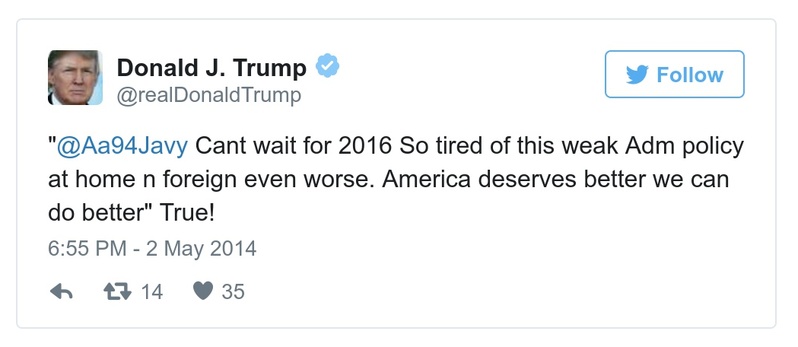 Donald J. Trump
@realDonaldTrump
Follow
"@Aa94Javy Cant wait for 2016 So tired of this weak Adm policy
at home n foreign even worse. America deserves better we can
do better" True!
6:55 PM - 2 May 2014
14 35